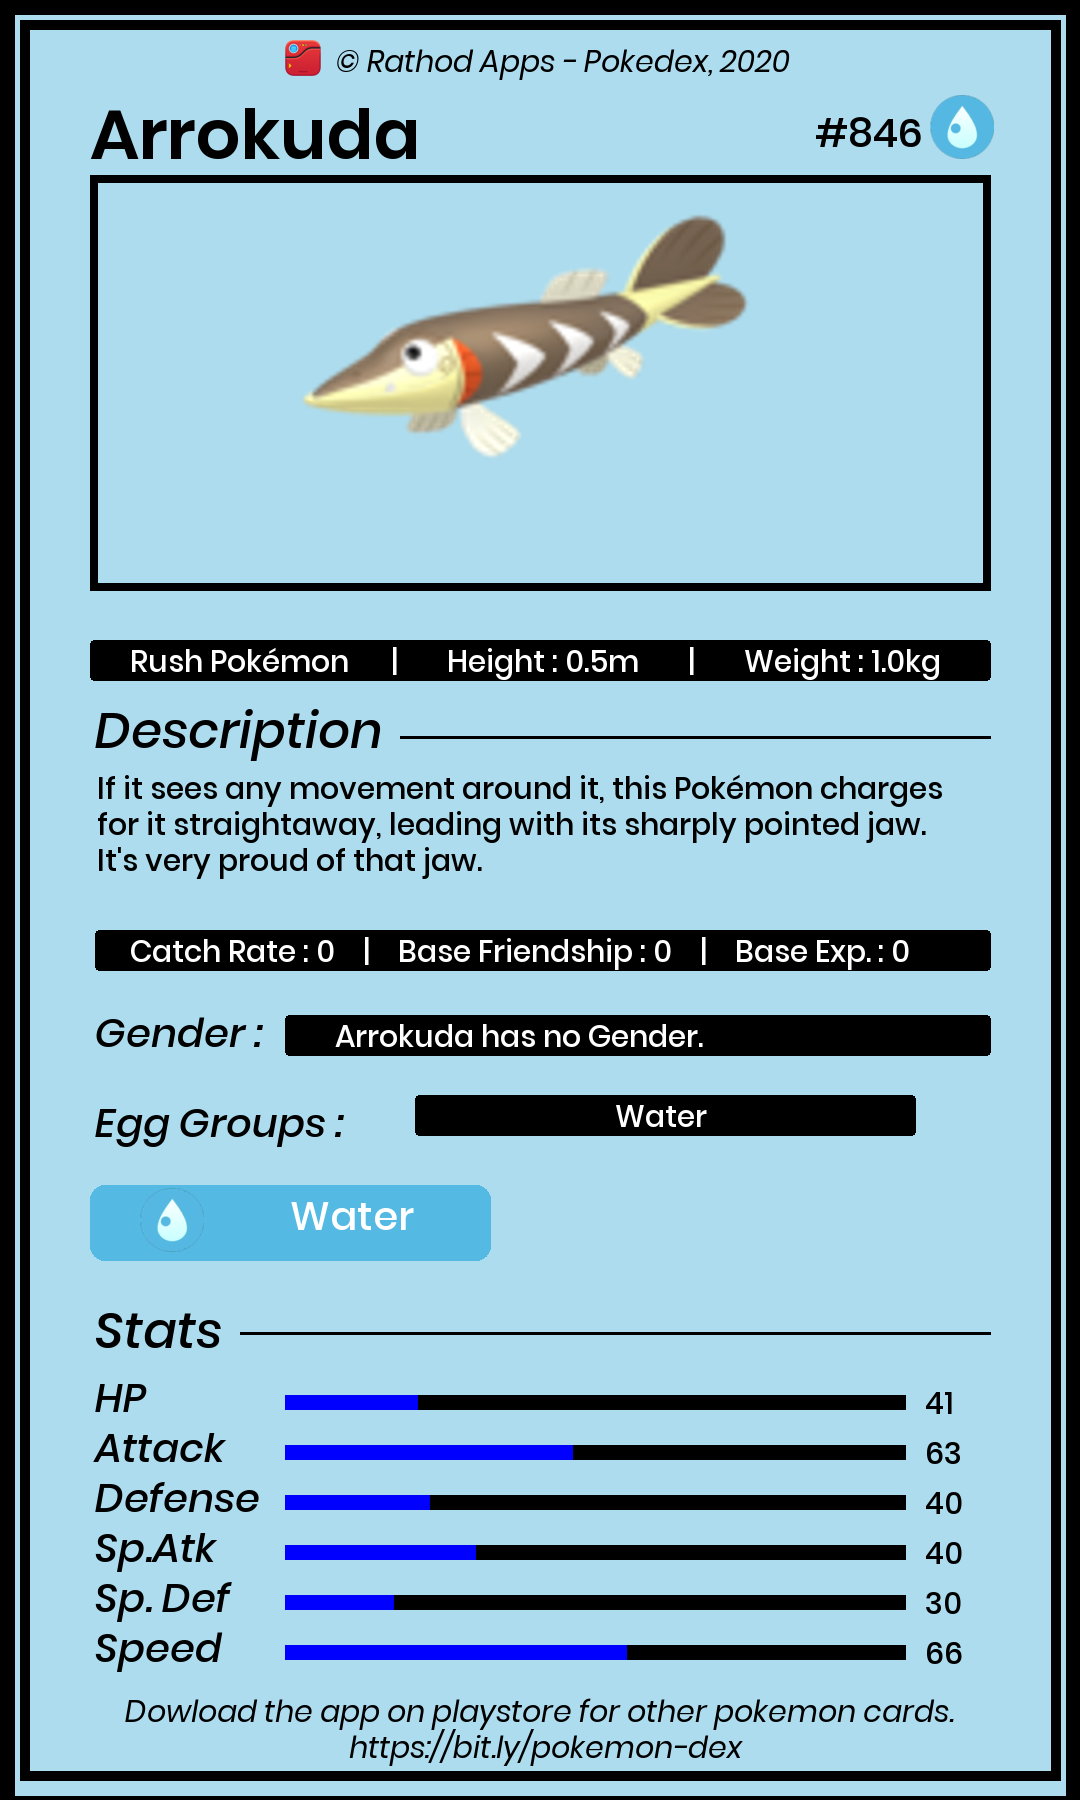 © Rathod Apps - Pokedex, 2020
Arrokuda #846
Rush Pokémon | Height : 0.5m | Weight : 1.0kg
Description
If it sees any movement around it, this Pokémon charges
for it straightaway, leading with its sharply pointed jaw.
It's very proud of that jaw.
Catch Rate : 0 | Base Friendship : 0 | Base Exp. : 0
Gender : Arrokuda has no Gender.
Egg Groups : Water
Water
Stats
HP 41
Attack 63
Defense 40
Sp.Atk 40
Sp. Def 30
Speed 66
Dowload the app on playstore for other pokemon cards.
https://bit.ly/pokemon-dex